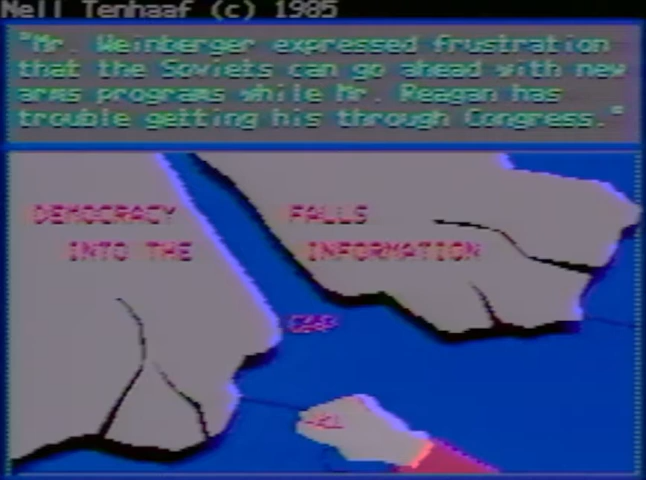 Nell Tenhaaf (c) 1985
"Mr. Weinberger expressed frustration
that the Soviets can go ahead with new
arms programs while Mr. Reagan has
trouble getting his through Congress."
DEMOCRACY FALLS
INTO THE INFORMATION
GAP